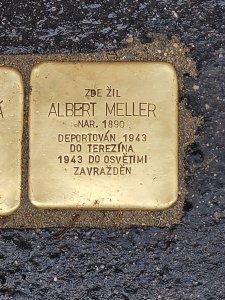 Á
ZDE ŽIL
ALBERT MELLER
NAR. 1890
DEPORTOVÁN 1943
DO TEREZÍNA
1943 DO OSVĚTIMI
ZAVRAŽDĚN